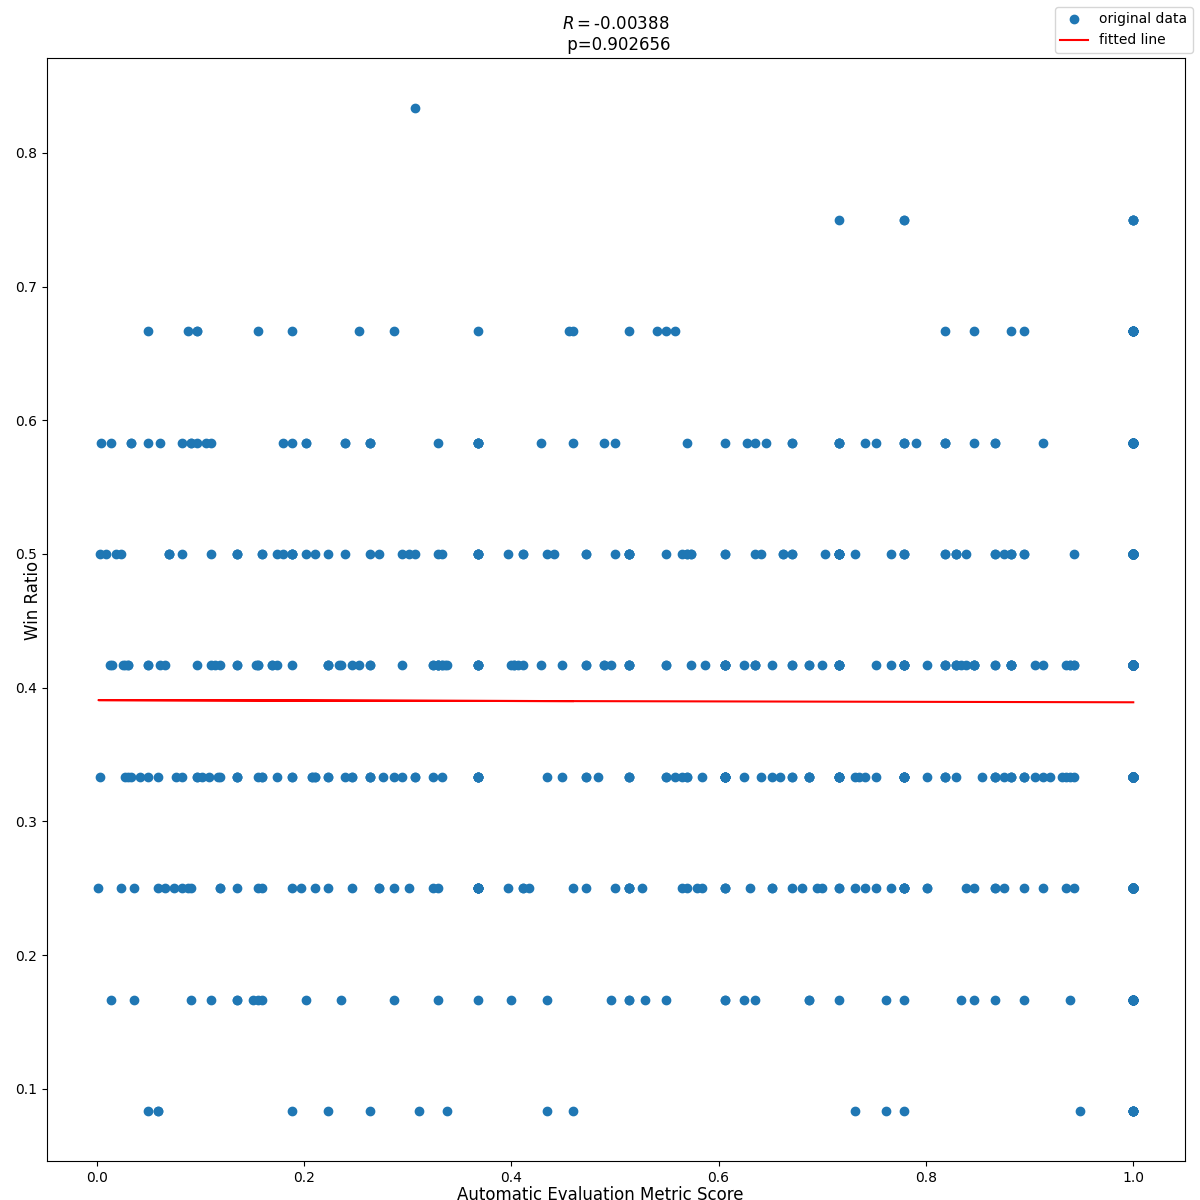 R = -0.00388
p=0.902656
original data
fitted line
Win Ratio
0.8
0.7
0.6
0.5
0.4
0.3
0.2
0.1
0.0 0.2 0.4 0.6 0.8 1.0
Automatic Evaluation Metric Score